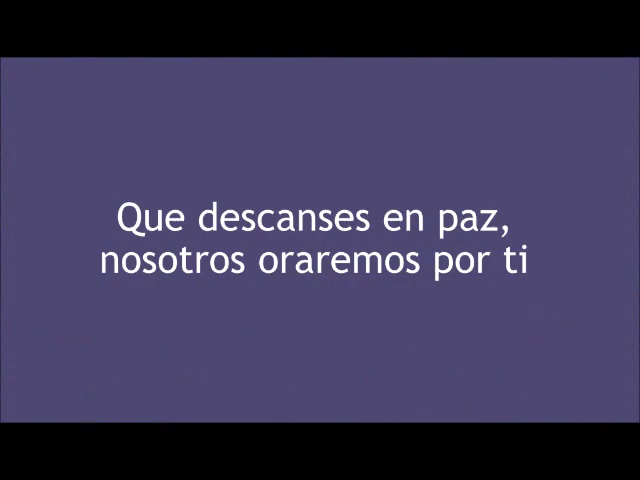 Que descanses en paz,
nosotros oraremos por ti